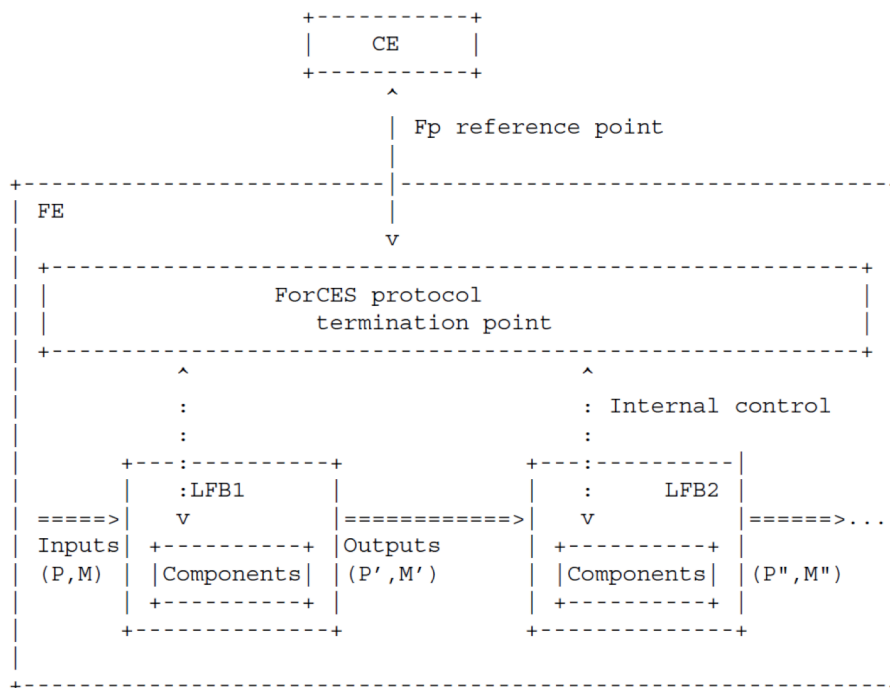 CE
Fp reference point
FE
ForCES protocol
termination point
Internal control
LFB1 LFB2
=====> ============> ======>...
Inputs Outputs
(P,M) Components (P',M') Components (P",M")